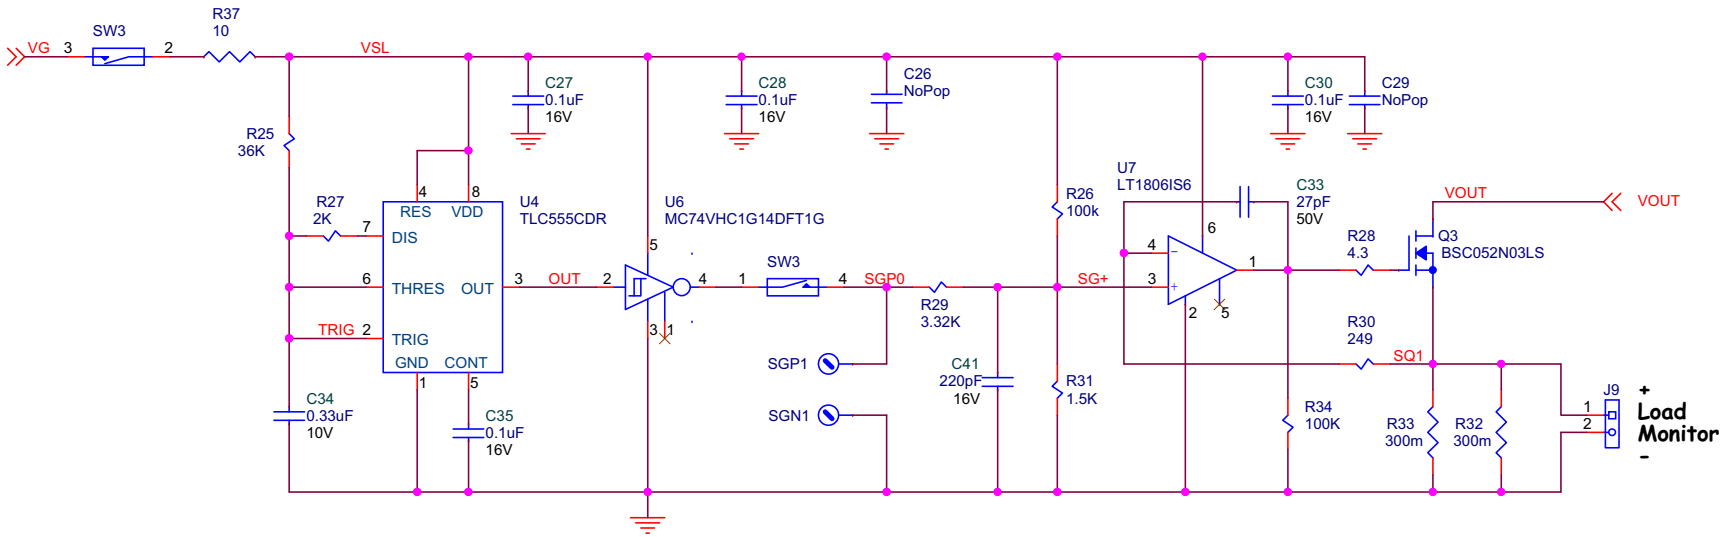 R37
10
SW3
VG 3 2
VSL
C27
0.1uF
16V
C28
0.1uF
16V
C26
NoPop
C30
0.1uF
16V
C29
NoPop
R25
36K
R27
2K
7
4 8
RES VDD
DIS
6 THRES OUT 3
TRIG 2 TRIG
GND CONT
1 5
U4
TLC555CDR
OUT 2
U6
MC74VHC1G14DFT1G
5
4
3 1
SW3
1 4
SGP0
R29
3.32K
R26
100k
SG+
U7
LT1806IS6
4
3
6
1
2 5
C33
27pF
50V
VOUT
VOUT
R28
4.3
Q3
BSC052N03LS
R30
249
SQ1
SGP1
SGN1
C41
220pF
16V
R31
1.5K
C34
0.33uF
10V
C35
0.1uF
16V
R34
100K
R33
300m
R32
300m
J9
1
2
+
Load
Monitor
-